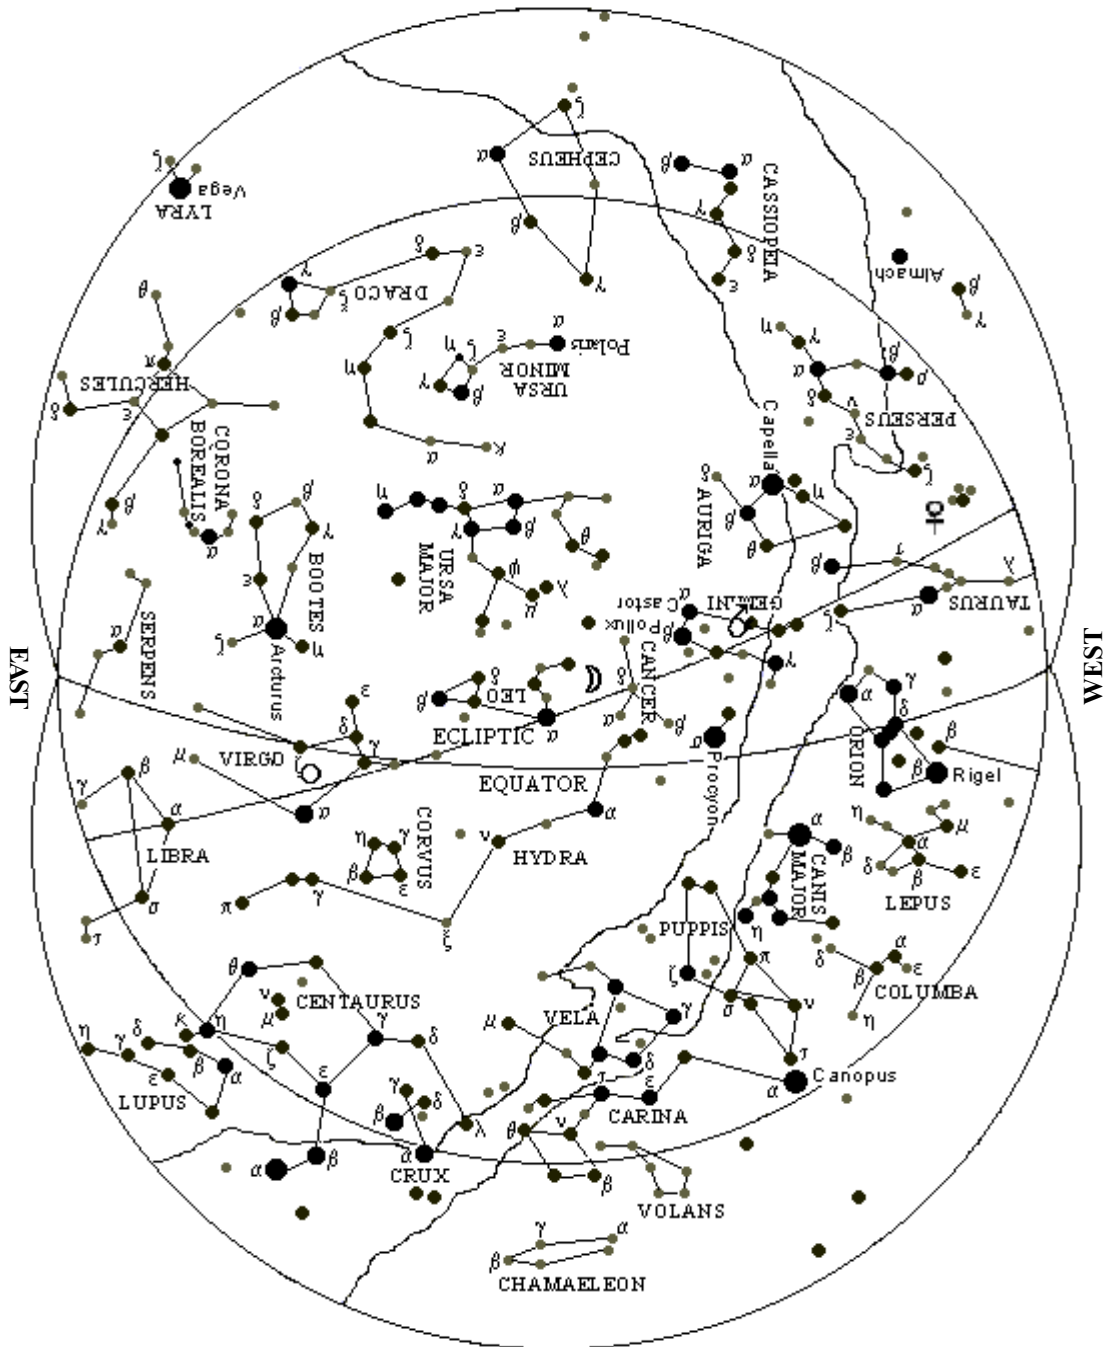 ζ
α
CEPHEUS
β
γ
β
α
CASSIOPEIA
γ
δ
ε
ζ
Vega
LYRA
Almach
β
γ
θ
π
HERCULES
δ
ε
β
γ
γ
β
ξ
DRACO
δ
ε
ζ
η
α
κ
α
Polaris
ε
ζ
η
URSA
MINOR
γ
β
η
γ
α
β
ρ
δ
ν
PERSEUS
ε
ζ
CORONA
BOREALIS
α
δ
β
γ
ε
BOOTES
α
Arcturus
ζ
η
η
δ
α
γ
β
URSA
MAJOR
θ
ψ
λ
μ
Capella
δ
α
η
β
AURIGA
θ
♀
β
τ
λ
α
TAURUS
ζ
α
Castor
GEMINI
β
Pollux
γ
SERPENS
α
EAST
WEST
δ
β
LEO
α
CANCER
δ
α
β
ECLIPTIC
EQUATOR
ε
δ
γ
VIRGO
ζ
μ
α
α
Procyon
α
γ
δ
ORION
β
β
Rigel
γ
β
α
LIBRA
σ
τ
η
γ
CORVUS
β
ε
ν
HYDRA
α
π
γ
ξ
α
β
CANIS
MAJOR
η
η
μ
α
δ
β
ε
LEPUS
PUPPIS
π
ζ
σ
ν
τ
δ
α
β
ε
COLUMBA
η
θ
ν
CENTAURUS
μ
γ
δ
κ
η
ζ
ε
λ
η
γ
δ
β
α
ε
LUPUS
μ
VELA
γ
δ
α
Canopus
γ
δ
β
α
CRUX
α
β
ι
ε
CARINA
θ
ν
β
VOLANS
γ
α
β
CHAMAELEON